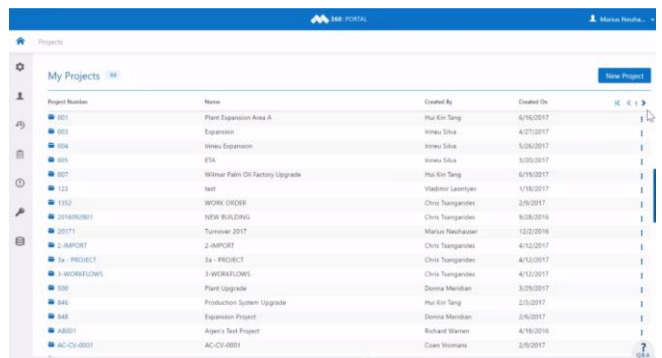 360 PORTAL
Marius Neuha...
Projects
My Projects
New Project
Project Number Name Created By Created On
001 Plant Expansion Area A Hui Kin Tang 6/16/2017
003 Expansion Irineu Silva 4/27/2017
004 Irineu Expansion Irineu Silva 5/26/2017
005 ETA Irineu Silva 3/20/2017
007 Wilmar Palm Oil Factory Upgrade Hui Kin Tang 6/19/2017
123 test Vladimir Leontyev 1/18/2017
1352 WORK ORDER Chris Tsangarides 2/9/2017
2016092801 NEW BUILDING Chris Tsangarides 9/28/2016
201T1 Turnover 2017 Marius Neuhauser 12/2/2016
2-IMPORT 2-IMPORT Chris Tsangarides 4/12/2017
3a - PROJECT 3a - PROJECT Chris Tsangarides 4/12/2017
3-WORKFLOWS 3-WORKFLOWS Chris Tsangarides 4/12/2017
500 Plant Upgrade Donna Meridian 3/29/2017
846 Production System Upgrade Hui Kin Tang 2/3/2017
848 Expansion Project Donna Meridian 2/6/2017
AB001 Arjen's Test Project Richard Warren 4/18/2016
AC-CV-0001 AC-CV-0001 Coen Vromans 2/9/2017
?
Q&A